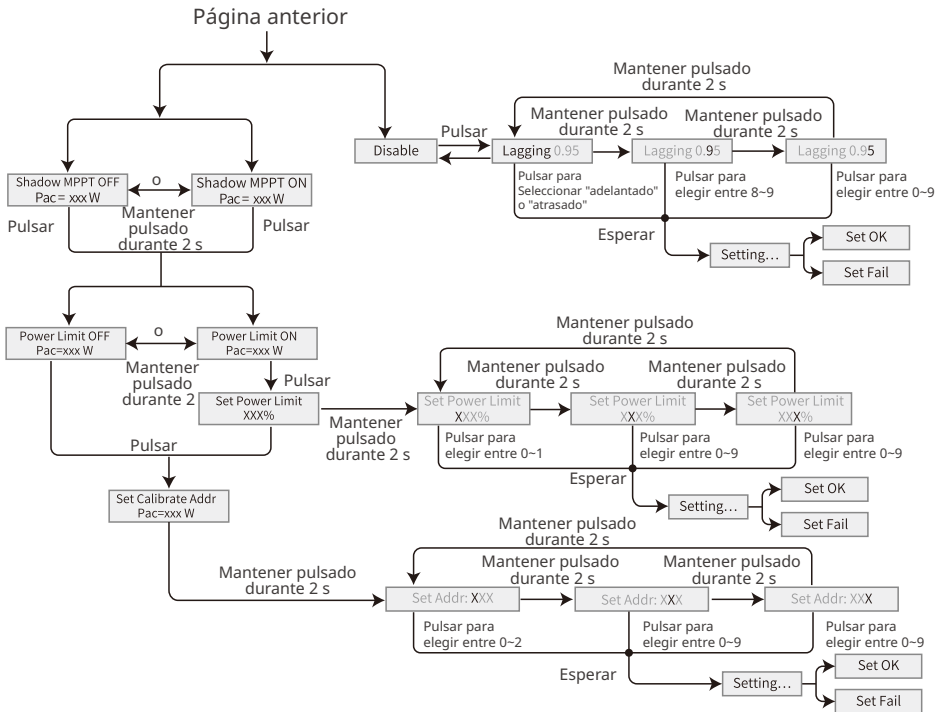 Página anterior
Mantener pulsado
durante 2 s
Mantener pulsado
durante 2 s
Mantener pulsado
durante 2 s
Disable
Pulsar
Lagging 0.95
Lagging 0.95
Lagging 0.95
Pulsar para
Seleccionar "adelantado"
o "atrasado"
Pulsar para
elegir entre 8~9
Pulsar para
elegir entre 0~9
Esperar
Setting...
Set OK
Set Fail
Shadow MPPT OFF
Pac= xxx W
o
Shadow MPPT ON
Pac= xxx W
Pulsar
Mantener
pulsado
durante 2 s
Pulsar
Power Limit OFF
Pac=xxx W
o
Power Limit ON
Pac=xxx W
Mantener
pulsado
durante 2
Pulsar
Set Power Limit
XXX%
Mantener
pulsado
durante 2 s
Mantener pulsado
durante 2 s
Mantener pulsado
durante 2 s
Mantener pulsado
durante 2 s
Set Power Limit
XXX%
Set Power Limit
XXX%
Set Power Limit
XXX%
Pulsar para
elegir entre 0~1
Pulsar para
elegir entre 0~9
Pulsar para
elegir entre 0~9
Esperar
Setting...
Set OK
Set Fail
Pulsar
Set Calibrate Addr
Pac=xxx W
Mantener pulsado
durante 2 s
Mantener pulsado
durante 2 s
Mantener pulsado
durante 2 s
Mantener pulsado
durante 2 s
Set Addr: XXX
Set Addr: XXX
Set Addr: XXX
Pulsar para
elegir entre 0~2
Pulsar para
elegir entre 0~9
Pulsar para
elegir entre 0~9
Esperar
Setting...
Set OK
Set Fail